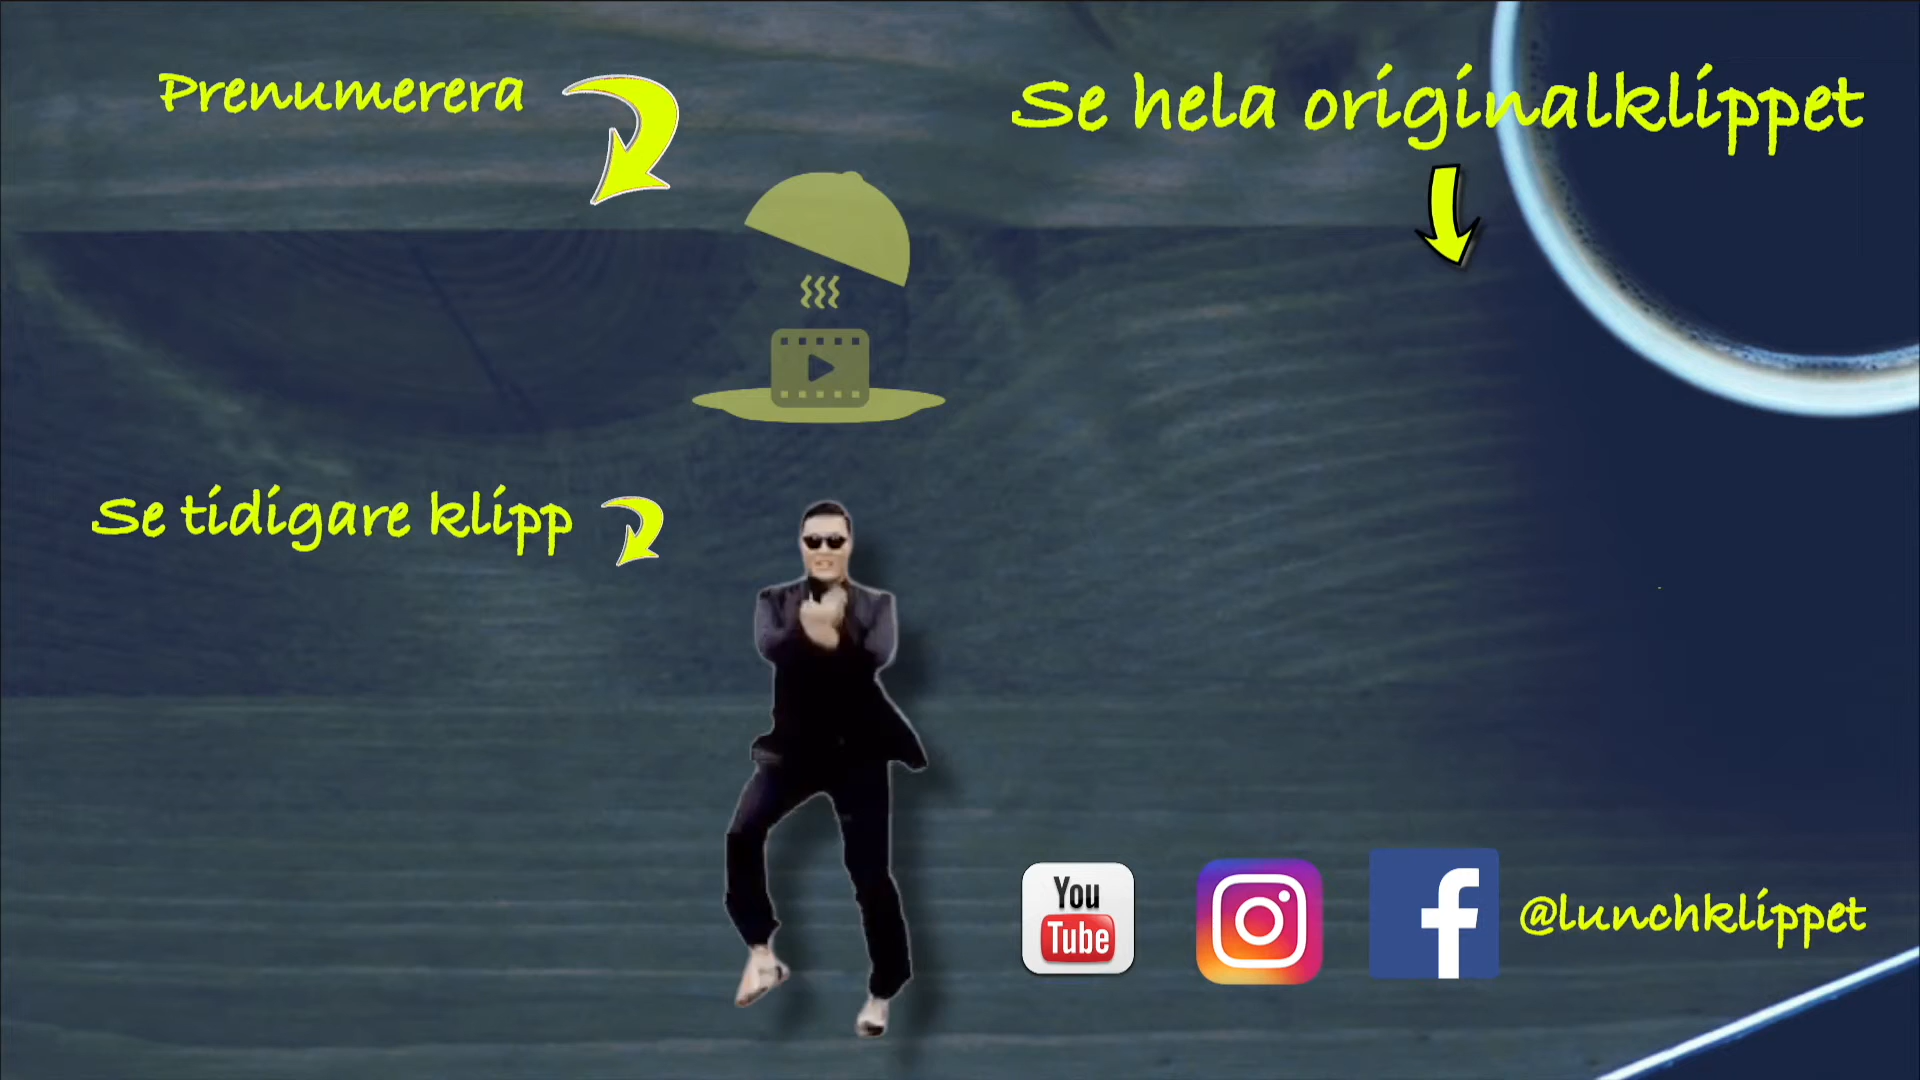 Prenumerera
Se hela originalklippet
Se tidigare klipp
You
Tube
@lunchklippet